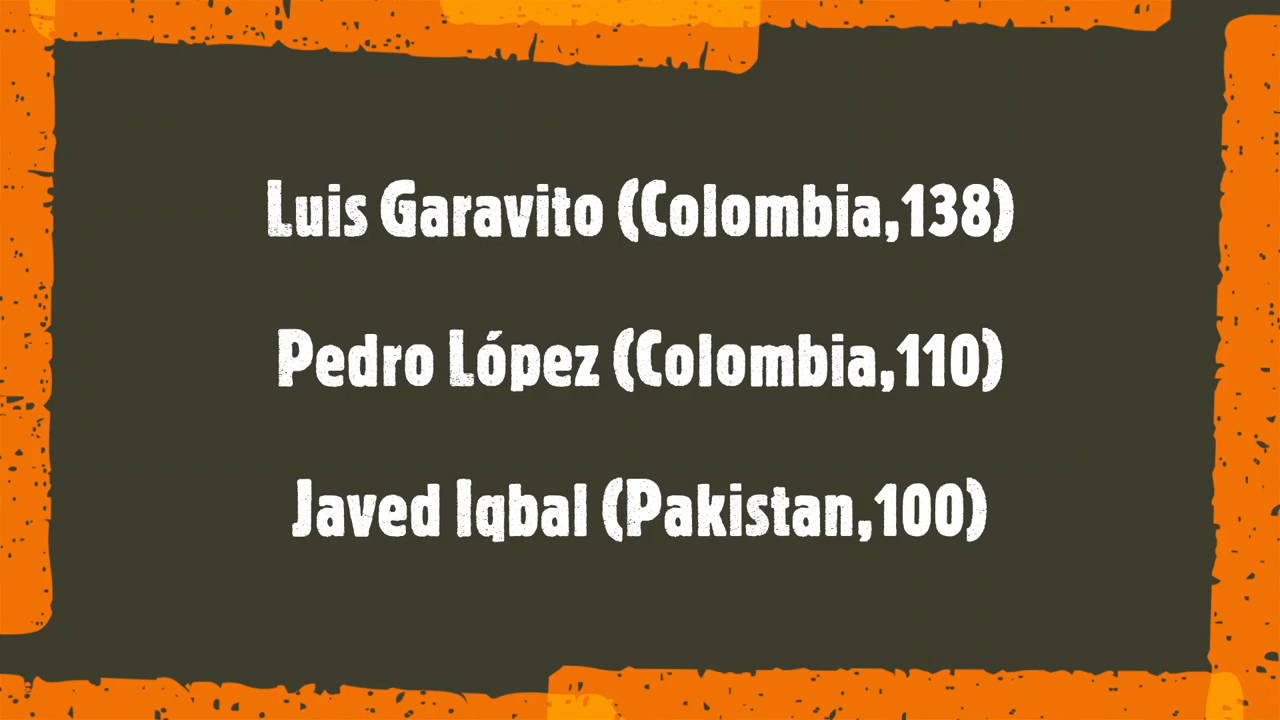 Luis Garavito (Colombia,138)
Pedro López (Colombia,110)
Javed Iqbal (Pakistan,100)